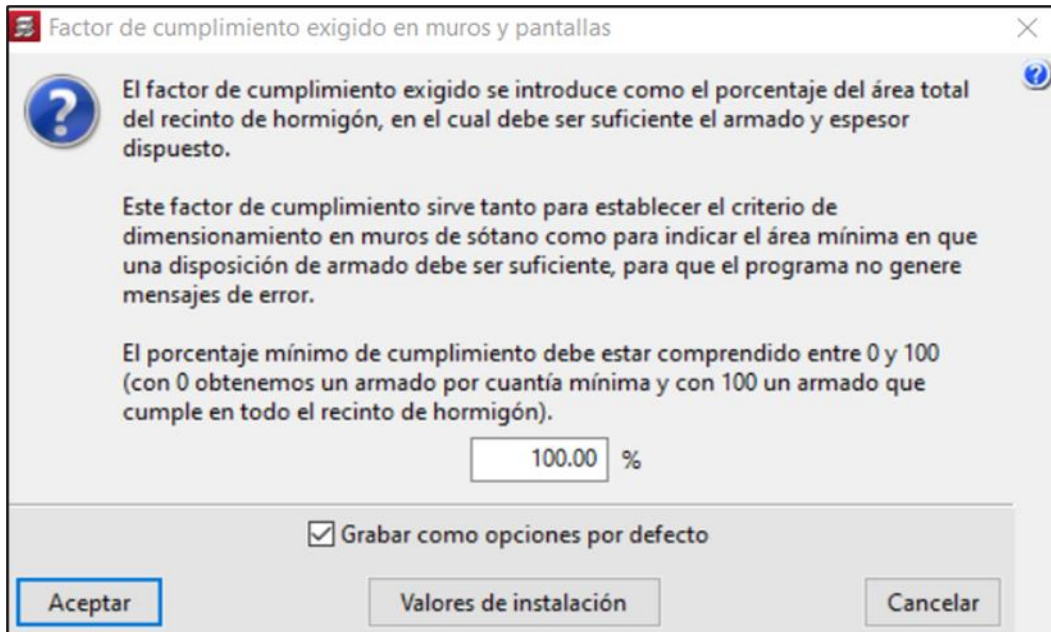 Factor de cumplimiento exigido en muros y pantallas
El factor de cumplimiento exigido se introduce como el porcentaje del área total
del recinto de hormigón, en el cual debe ser suficiente el armado y espesor
dispuesto.
Este factor de cumplimiento sirve tanto para establecer el criterio de
dimensionamiento en muros de sótano como para indicar el área mínima en que
una disposición de armado debe ser suficiente, para que el programa no genere
mensajes de error.
El porcentaje mínimo de cumplimiento debe estar comprendido entre 0 y 100
(con 0 obtenemos un armado por cuantía mínima y con 100 un armado que
cumple en todo el recinto de hormigón).
100.00 %
Grabar como opciones por defecto
Aceptar Valores de instalación Cancelar